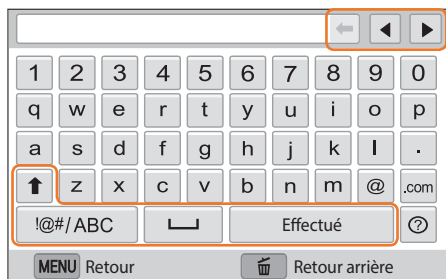 1 2 3 4 5 6 7 8 9 0
q w e r t y u i o p
a s d f g h j k l .
z x c v b n m @ .com
!@#/ABC Effectué ?
MENU Retour Retour arrière